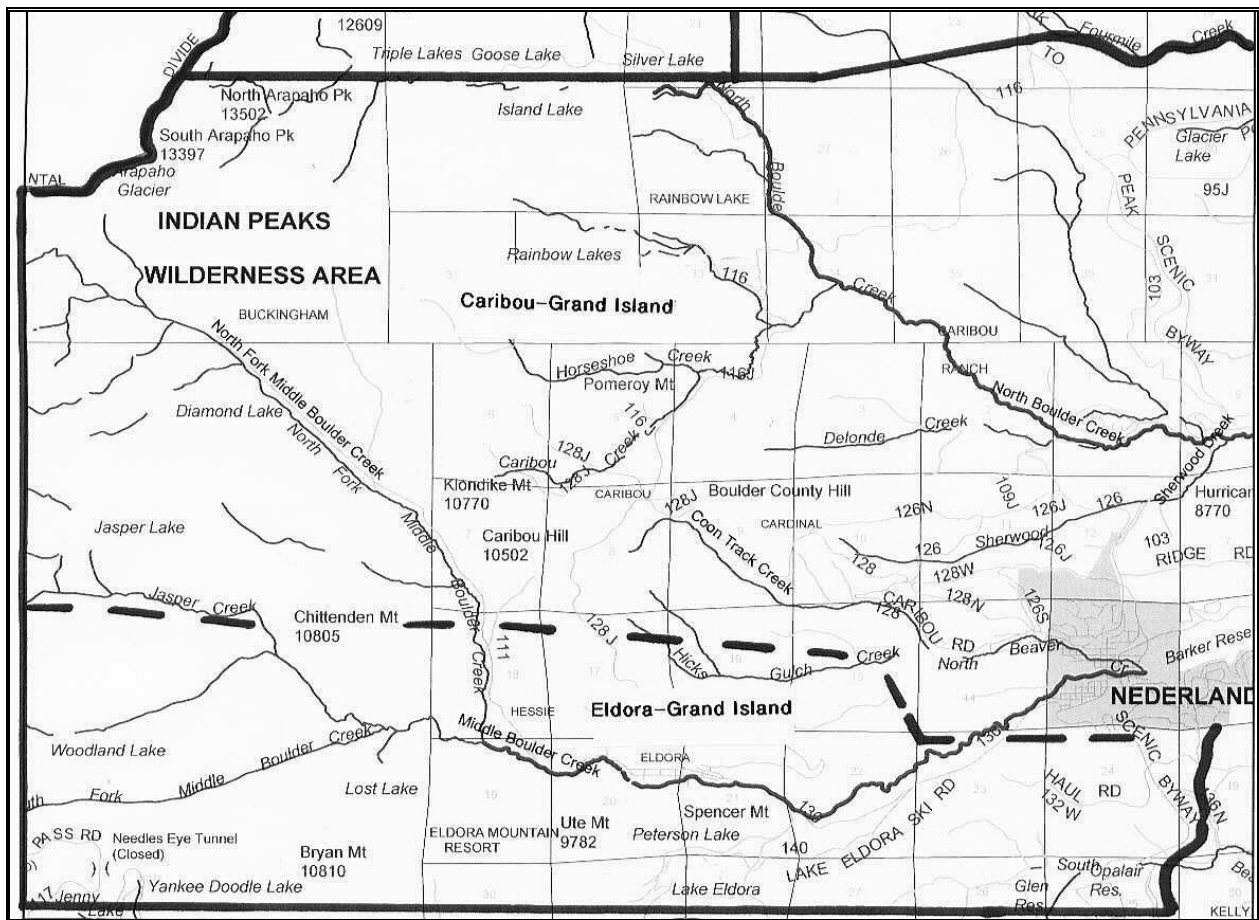 12609
DIVIDE
Triple Lakes Goose Lake
Silver Lake
Fourmile Creek
TO
North Arapaho Pk
13502
Island Lake
North
116
PENNSYLVANIA
South Arapaho Pk
13397
Glacier
Lake
NTAL
Arapaho
Glacier
RAINBOW LAKE
PEAK
95J
INDIAN PEAKS
WILDERNESS AREA
Rainbow Lakes
116
Creek
SCENIC
103
BUCKINGHAM
Caribou-Grand Island
CARIBOU
RANCH
BYWAY
North Fork Middle Boulder Creek
Horseshoe Creek
Pomeroy Mt
116J
North Boulder Creek
Diamond Lake
North Fork
116J
Delonde Creek
Sherwood Creek
Caribou Creek
128J
128J
Klondike Mt
10770
CARIBOU
128J
Boulder County Hill
109J
126J
126
Hurrican
8770
Jasper Lake
Middle
Caribou Hill
10502
CARDINAL
126N
Coon Track Creek
128
126
Sherwood
126J
103
RIDGE RD
128W
128N
Jasper Creek
Boulder Creek
Chittenden Mt
10805
111
128J
128
CARIBOU
RD
126S
North Beaver Cr
Barker Rese
Hicks Gulch Creek
HESSIE
Eldora-Grand Island
NEDERLAND
Woodland Lake
Middle Boulder Creek
Fork Middle Boulder Creek
ELDORA
130
SCENIC
BYWAY
Lost Lake
HAUL RD
132W
136N
PASS RD
Needles Eye Tunnel
(Closed)
ELDORA MOUNTAIN
RESORT
Ute Mt
9782
Spencer Mt
Peterson Lake
130
140
LAKE ELDORA SKI RD
Bryan Mt
10810
117
Jenny
Lake
Yankee Doodle Lake
Lake Eldora
Glen
Res.
South
Opalair
Res.
KELLY